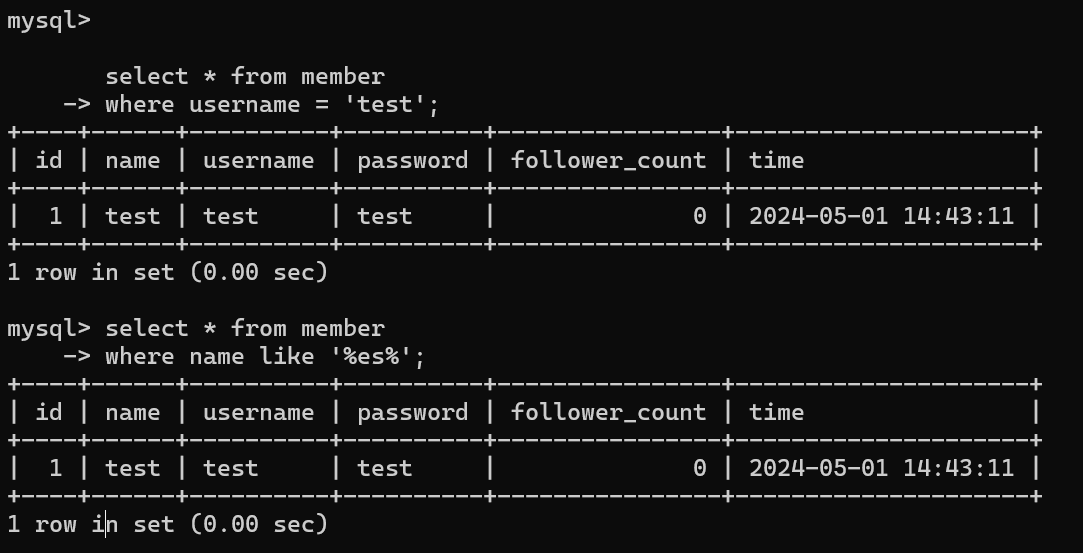 mysql>
       select * from member
    -> where username = 'test';
+----+------+----------+----------+----------------+---------------------+
| id | name | username | password | follower_count | time                |
+----+------+----------+----------+----------------+---------------------+
|  1 | test | test     | test     |              0 | 2024-05-01 14:43:11 |
+----+------+----------+----------+----------------+---------------------+
1 row in set (0.00 sec)
mysql> select * from member
    -> where name like '%es%';
+----+------+----------+----------+----------------+---------------------+
| id | name | username | password | follower_count | time                |
+----+------+----------+----------+----------------+---------------------+
|  1 | test | test     | test     |              0 | 2024-05-01 14:43:11 |
+----+------+----------+----------+----------------+---------------------+
1 row in set (0.00 sec)